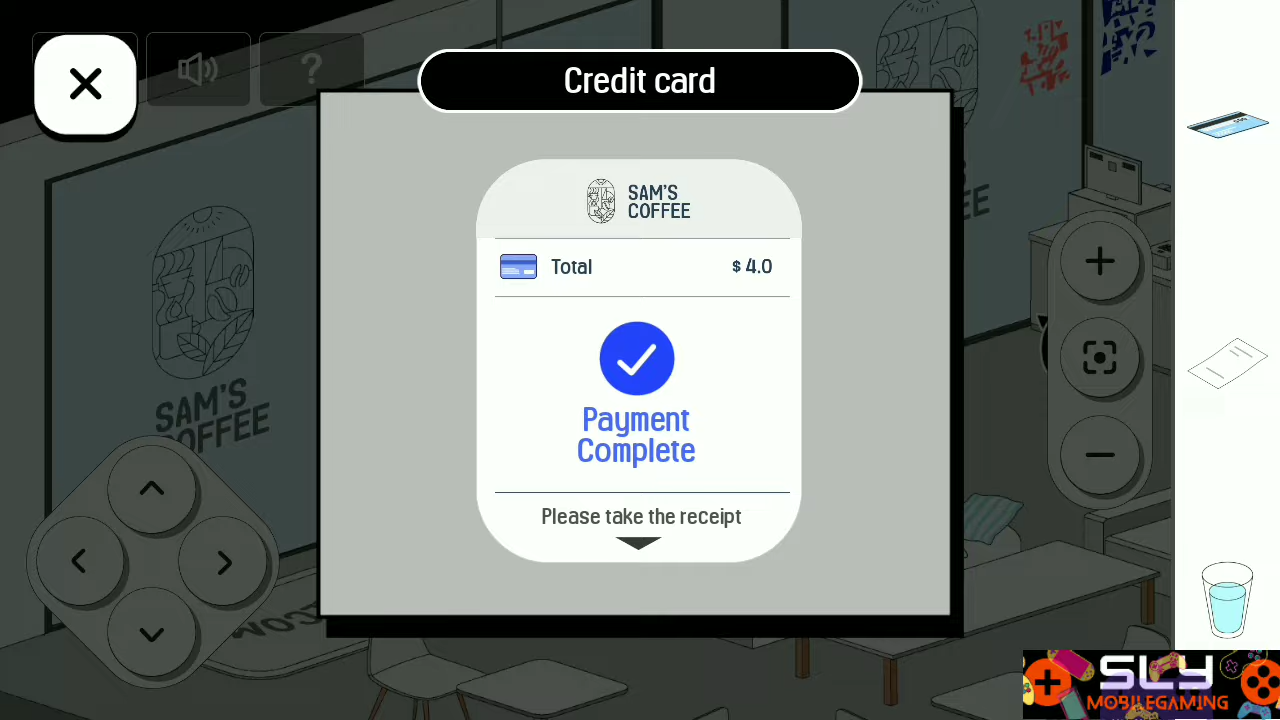 Credit card
?
SAM'S
COFFEE
Total $ 4.0
Payment
Complete
Please take the receipt
SAM'S
COFFEE
SLY
MOBILEGAMING